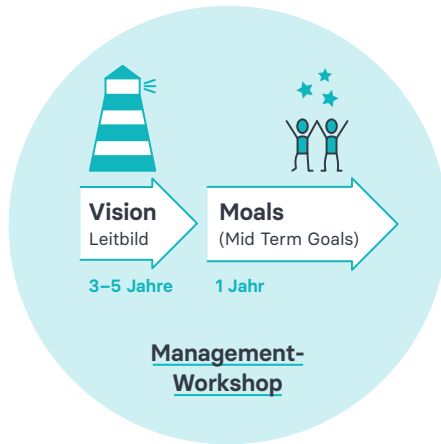 Vision
Leitbild
Moals
(Mid Term Goals)
3–5 Jahre
1 Jahr
Management-
Workshop